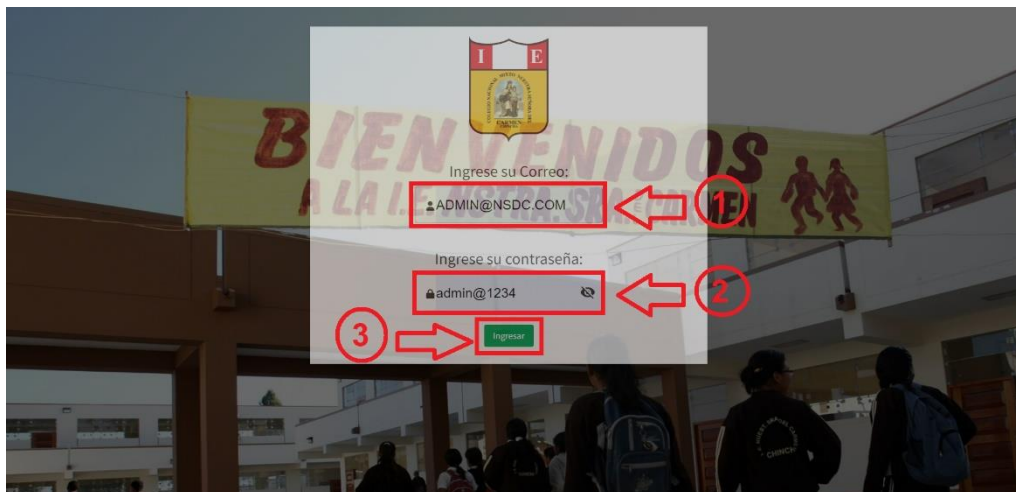 I E
BIENVENIDOS
A LA I.E. NSTRA. SRA. CARMEN
Ingrese su Correo:
ADMIN@NSDC.COM
1
Ingrese su contraseña:
admin@1234
2
3
Ingresar
CHINCH